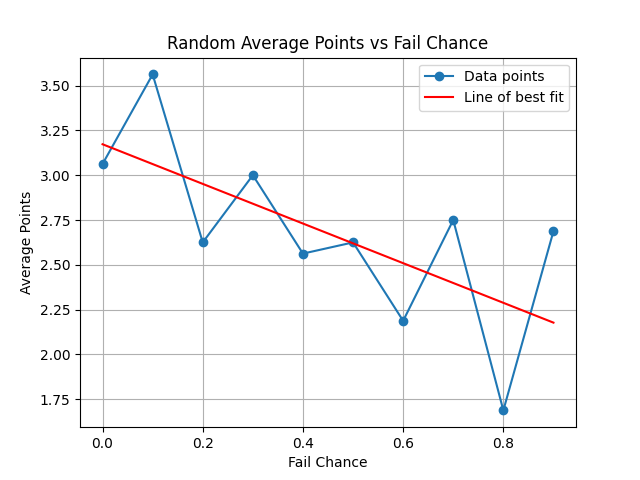 Random Average Points vs Fail Chance
Data points
Line of best fit
3.50
3.25
3.00
2.75
2.50
2.25
2.00
1.75
Average Points
0.0 0.2 0.4 0.6 0.8
Fail Chance